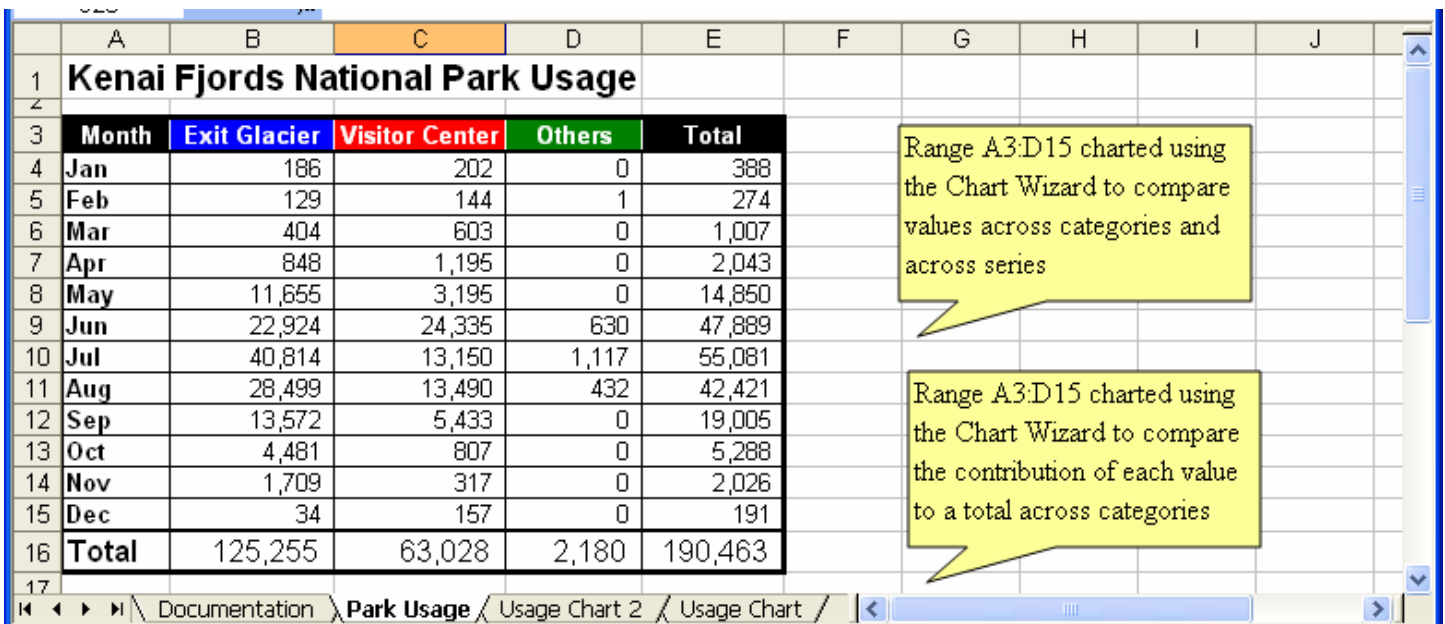 A B C D E F G H I J
1 Kenai Fjords National Park Usage
2
3 Month Exit Glacier Visitor Center Others Total
4 Jan 186 202 0 388
5 Feb 129 144 1 274
6 Mar 404 603 0 1,007
7 Apr 848 1,195 0 2,043
8 May 11,655 3,195 0 14,850
9 Jun 22,924 24,335 630 47,889
10 Jul 40,814 13,150 1,117 55,081
11 Aug 28,499 13,490 432 42,421
12 Sep 13,572 5,433 0 19,005
13 Oct 4,481 807 0 5,288
14 Nov 1,709 317 0 2,026
15 Dec 34 157 0 191
16 Total 125,255 63,028 2,180 190,463
17
Range A3:D15 charted using
the Chart Wizard to compare
values across categories and
across series
Range A3:D15 charted using
the Chart Wizard to compare
the contribution of each value
to a total across categories
Documentation Park Usage Usage Chart 2 Usage Chart